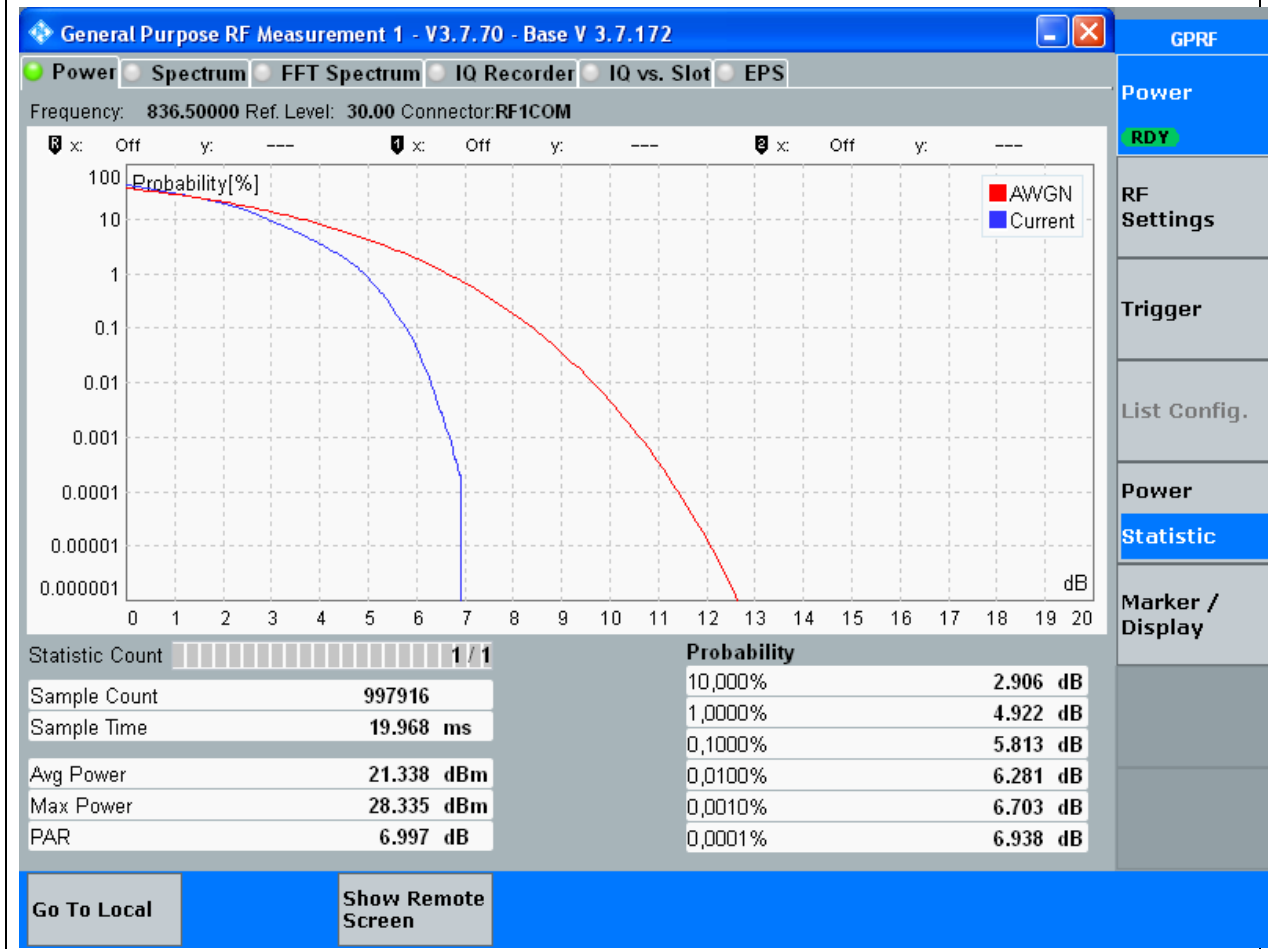 General Purpose RF Measurement 1 - V3.7.70 - Base V 3.7.172
GPRF
Power Spectrum FFT Spectrum IQ Recorder IQ vs. Slot EPS
Frequency: 836.50000 Ref. Level: 30.00 Connector:RF1COM
R x: Off y: --- 1 x: Off y: --- 2 x: Off y: ---
Probability[%]
100
10
1
0.1
0.01
0.001
0.0001
0.00001
0.000001
AWGN
Current
dB
0 1 2 3 4 5 6 7 8 9 10 11 12 13 14 15 16 17 18 19 20
Statistic Count 1 / 1
Sample Count 997916
Sample Time 19.968 ms
Avg Power 21.338 dBm
Max Power 28.335 dBm
PAR 6.997 dB
Probability
10,000% 2.906 dB
1,0000% 4.922 dB
0,1000% 5.813 dB
0,0100% 6.281 dB
0,0010% 6.703 dB
0,0001% 6.938 dB
Power
RDY
RF
Settings
Trigger
List Config.
Power
Statistic
Marker /
Display
Go To Local
Show Remote
Screen